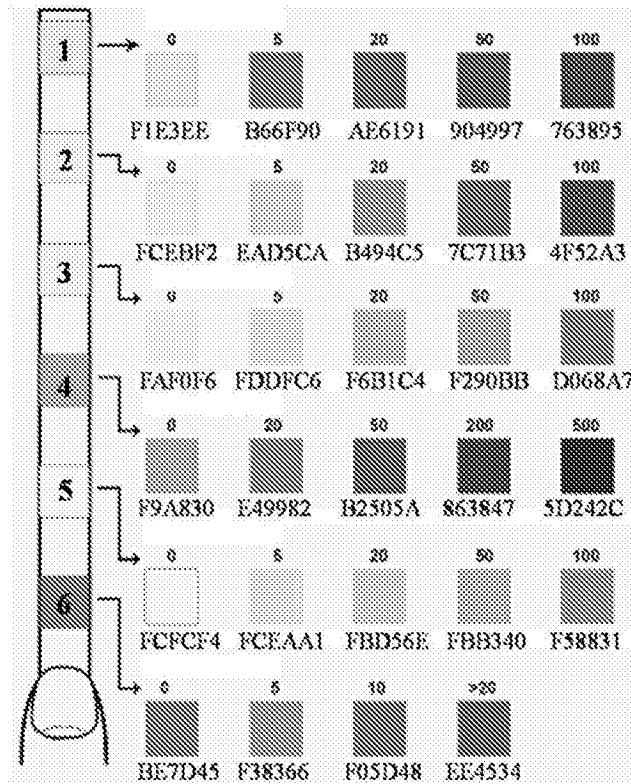 1
0 5 20 50 100
F1E3EE B66F90 AE6191 904997 763895
2
0 5 20 50 100
FCEBF2 EAD5CA B494C5 7C71B3 4F52A3
3
0 5 20 50 100
FAF0F6 FDDFC6 F6B1C4 F290BB D068A7
4
0 20 50 200 500
F9A830 E49982 B2505A 863847 5D242C
5
0 5 20 50 100
FCFCF4 FCEAA1 FBD56E FBB340 F58831
6
0 5 10 >20
BE7D45 F38366 F05D48 EE4534